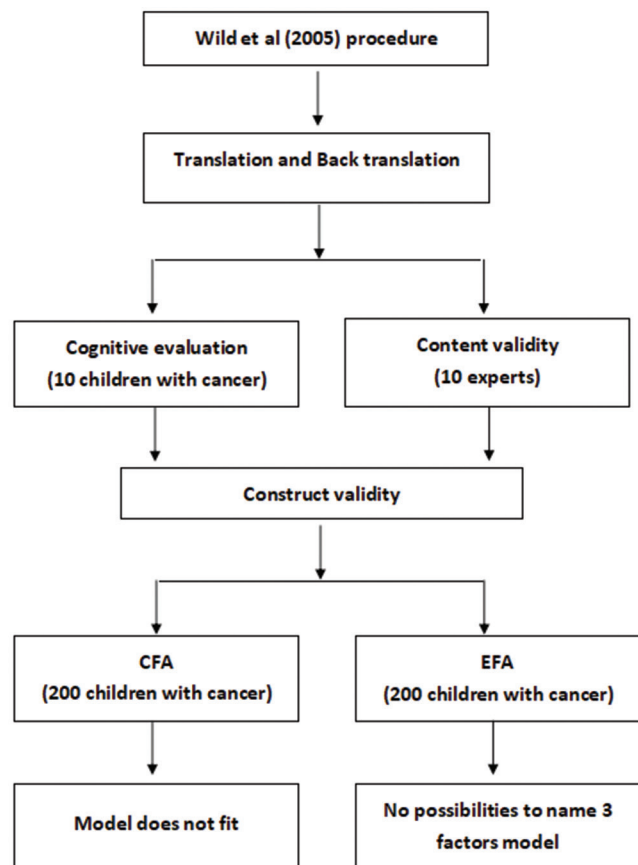 Wild et al (2005) procedure
Translation and Back translation
Cognitive evaluation
(10 children with cancer)
Content validity
(10 experts)
Construct validity
CFA
(200 children with cancer)
EFA
(200 children with cancer)
Model does not fit
No possibilities to name 3
factors model